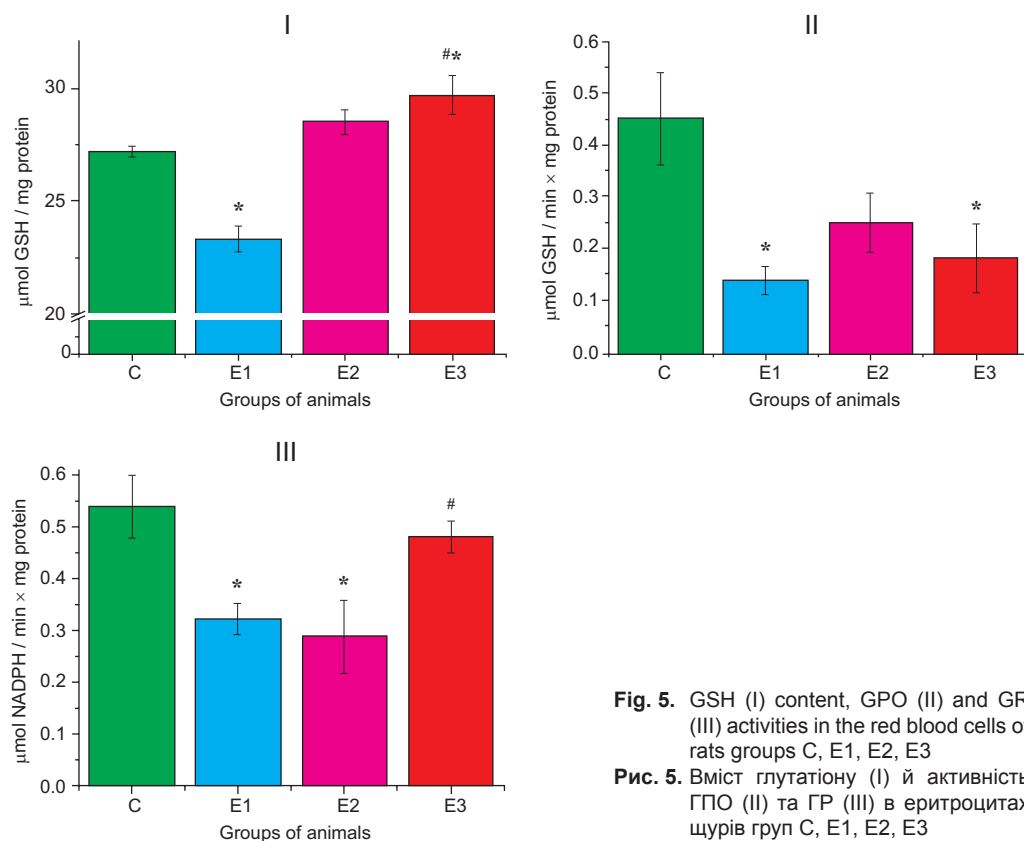 I
μmol GSH / mg protein
30
25
20
0
#*
*
C E1 E2 E3
Groups of animals
II
μmol GSH / min × mg protein
0.6
0.5
0.4
0.3
0.2
0.1
0.0
*
*
C E1 E2 E3
Groups of animals
III
μmol NADPH / min × mg protein
0.6
0.5
0.4
0.3
0.2
0.1
0.0
*
*
#
C E1 E2 E3
Groups of animals
Fig. 5. GSH (I) content, GPO (II) and GR
(III) activities in the red blood cells o
rats groups C, E1, E2, E3
Рис. 5. Вміст глутатіону (I) й активність
ГПО (II) та ГР (III) в еритроцитах
щурів груп C, E1, E2, E3